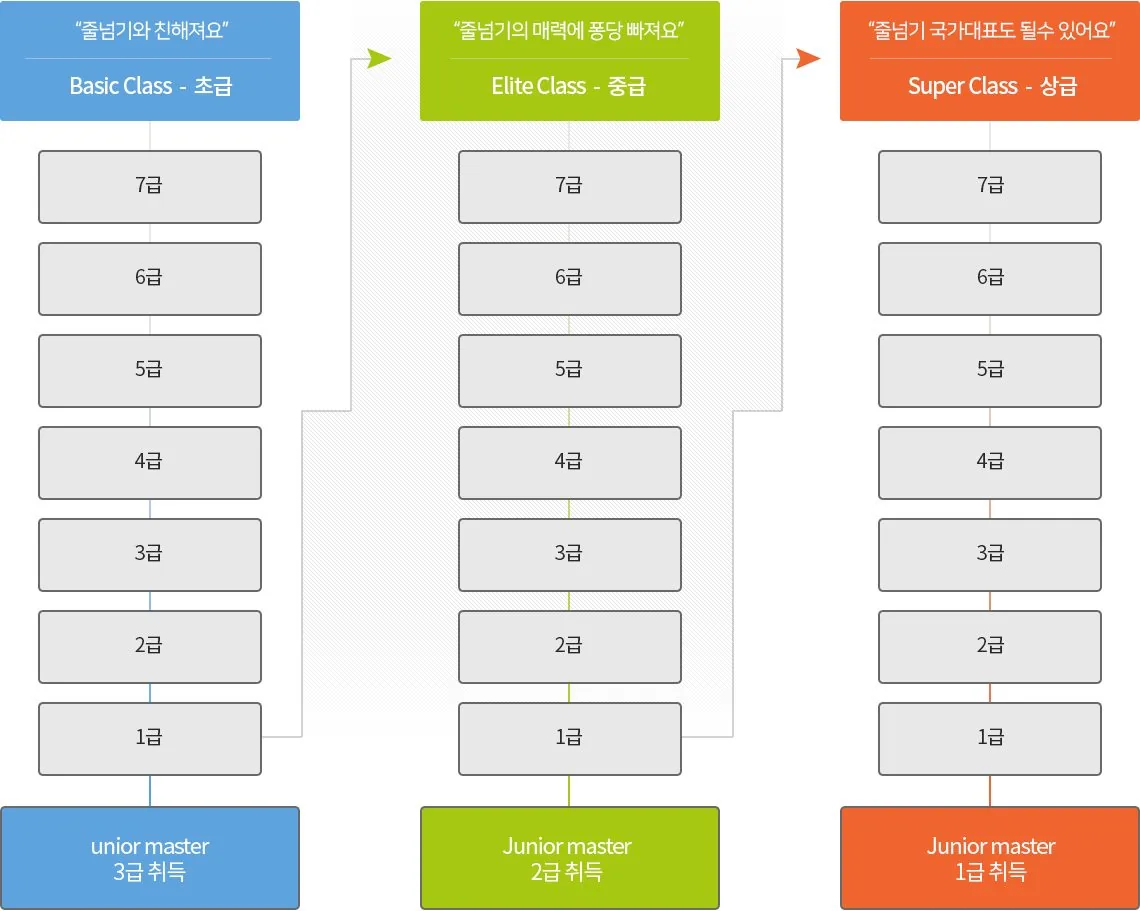 “줄넘기와 친해져요”
Basic Class - 초급
7급
6급
5급
4급
3급
2급
1급
unior master
3급 취득
“줄넘기의 매력에 퐁당 빠져요”
Elite Class - 중급
7급
6급
5급
4급
3급
2급
1급
Junior master
2급 취득
“줄넘기 국가대표도 될수 있어요”
Super Class - 상급
7급
6급
5급
4급
3급
2급
1급
Junior master
1급 취득